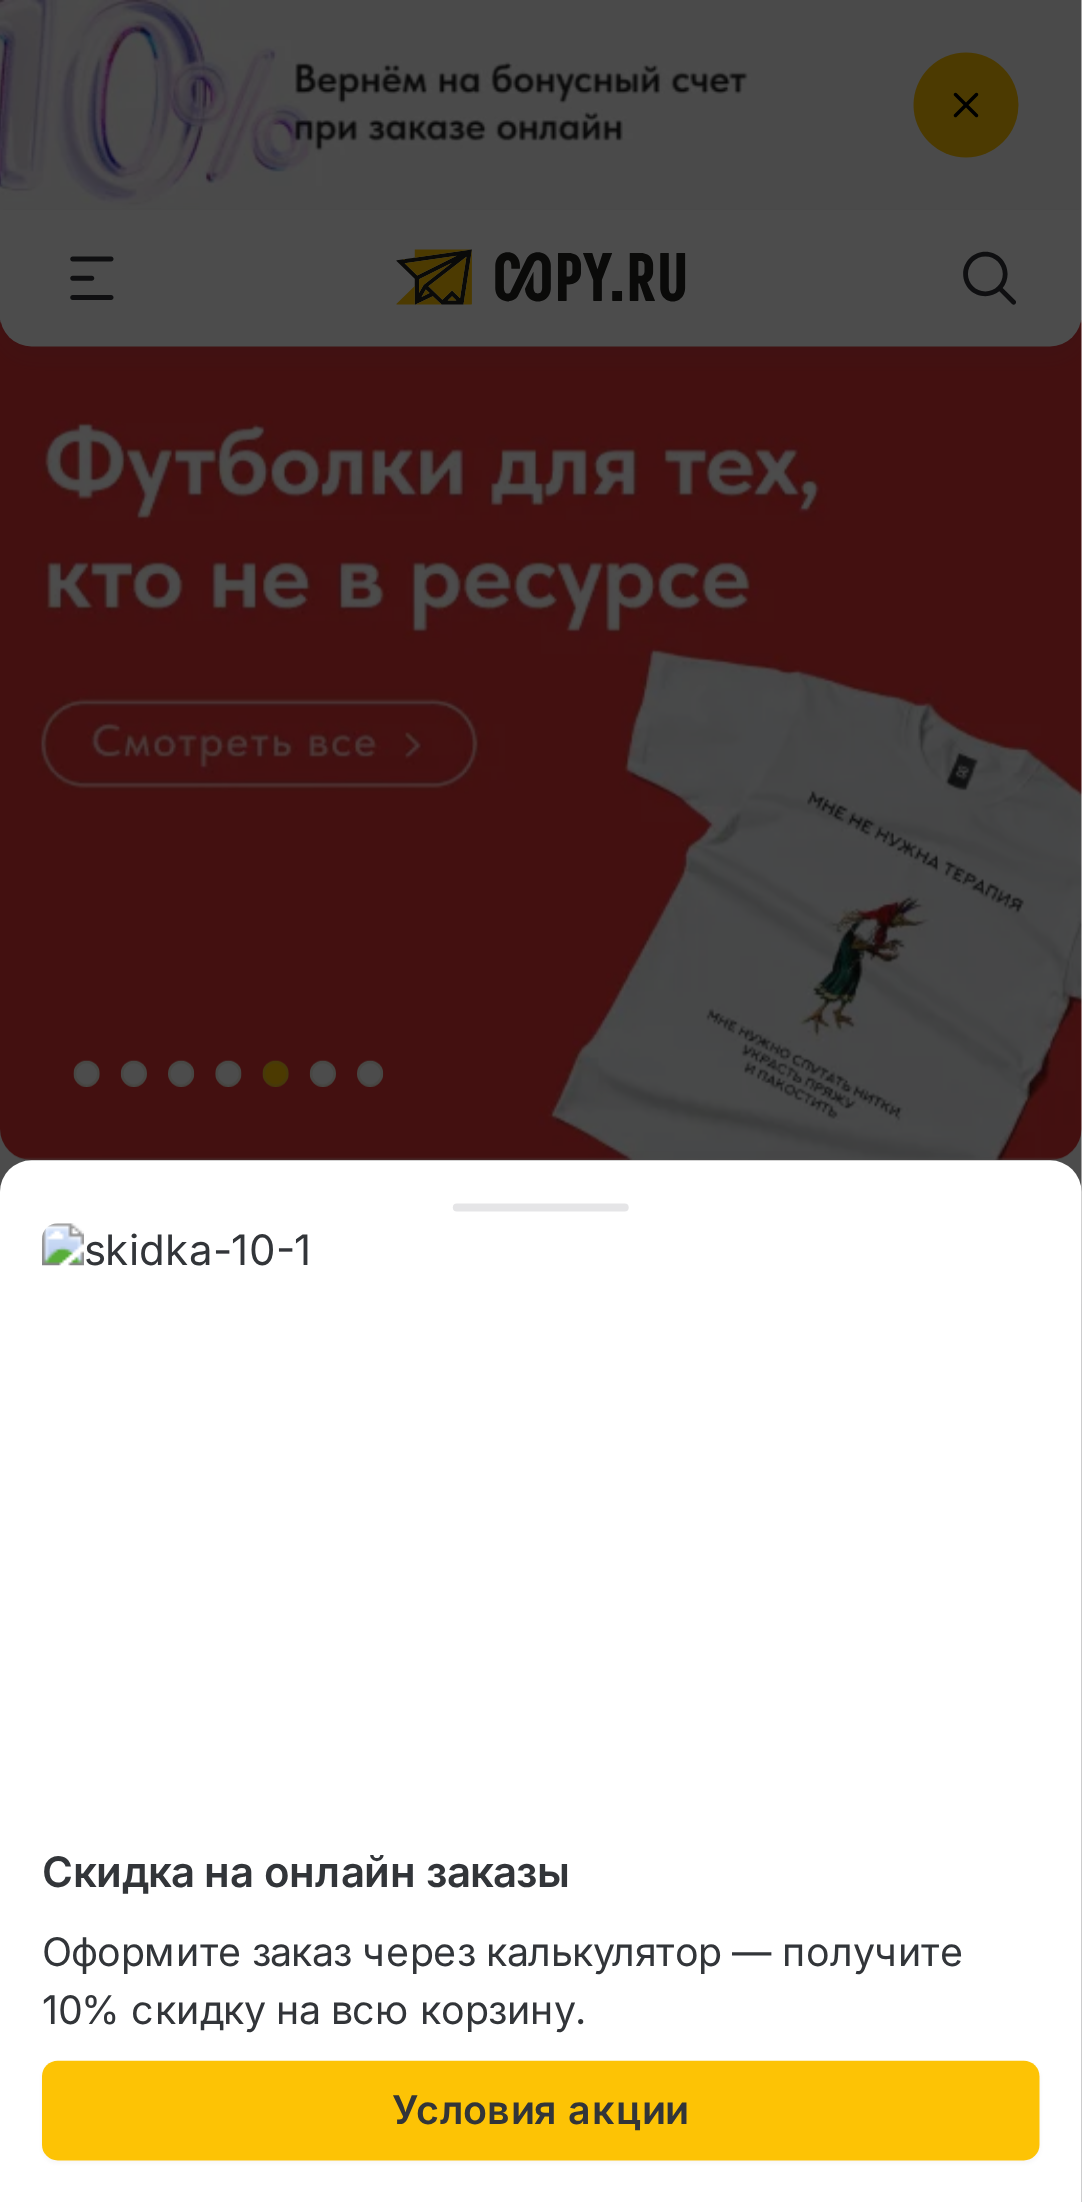 10%
Вернём на бонусный счет
при заказе онлайн
COPY.RU
Футболки для тех,
кто не в ресурсе
Смотреть все
МНЕ НЕ НУЖНА ТЕРАПИЯ
МНЕ НУЖНО СПУТАТЬ НИТКИ,
УКРАСТЬ ПРЯЖУ
И ПАКОСТИТЬ
skidka-10-1
Скидка на онлайн заказы
Оформите заказ через калькулятор — получите
10% скидку на всю корзину.
Условия акции